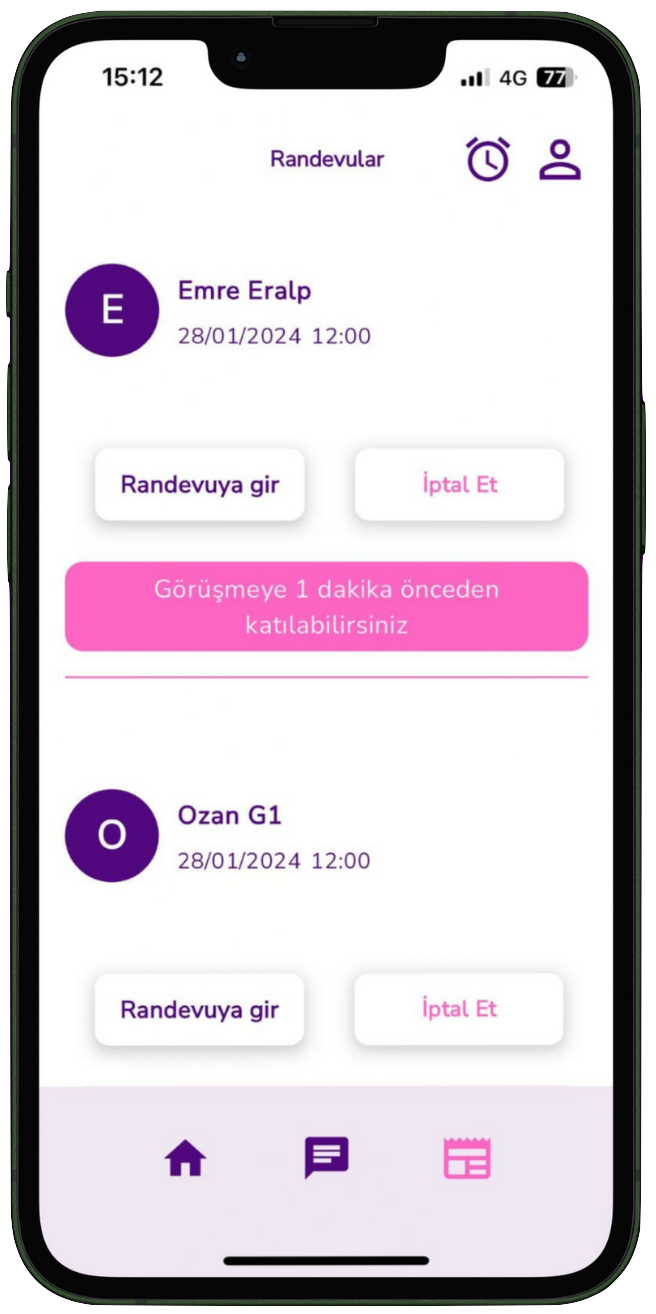 15:12
4G 77
Randevular
E
Emre Eralp
28/01/2024 12:00
Randevuya gir
İptal Et
Görüşmeye 1 dakika önceden
katılabilirsiniz
O
Ozan G1
28/01/2024 12:00
Randevuya gir
İptal Et